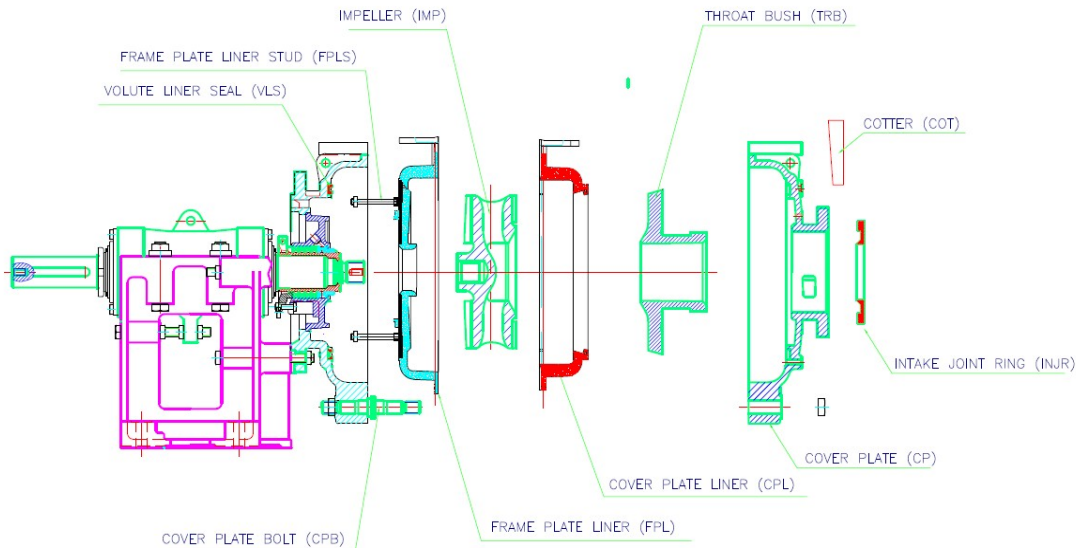 IMPELLER (IMP)
THROAT BUSH (TRB)
FRAME PLATE LINER STUD (FPLS)
VOLUTE LINER SEAL (VLS)
COTTER (COT)
INTAKE JOINT RING (INJR)
COVER PLATE (CP)
COVER PLATE LINER (CPL)
FRAME PLATE LINER (FPL)
COVER PLATE BOLT (CPB)